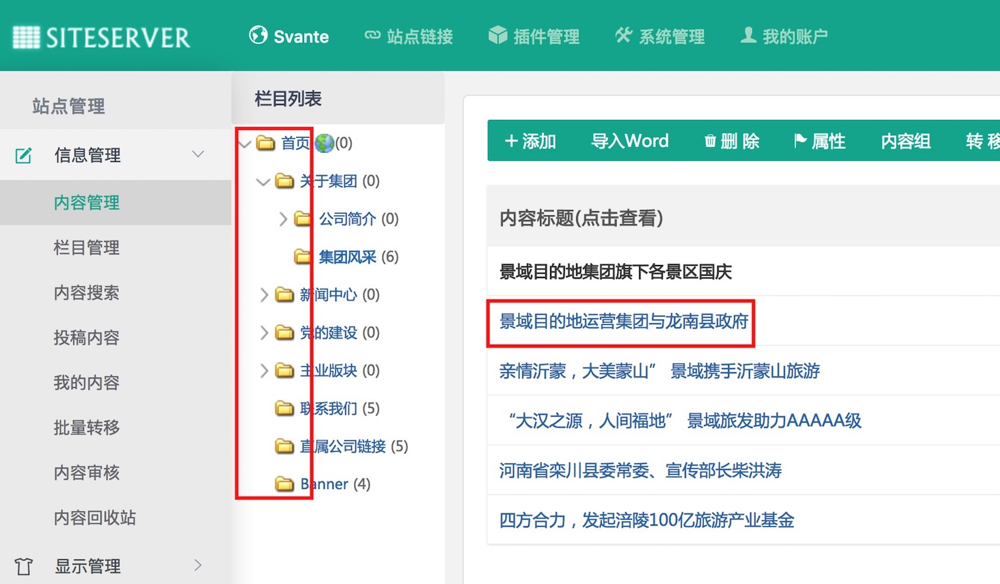 SITESERVER
Svante
站点链接
插件管理
系统管理
我的账户
站点管理
信息管理
内容管理
栏目管理
内容搜索
投稿内容
我的内容
批量转移
内容审核
内容回收站
显示管理
栏目列表
首页 (0)
关于集团 (0)
公司简介 (0)
集团风采 (6)
新闻中心 (0)
党的建设 (0)
主业版块 (0)
联系我们 (5)
直属公司链接 (5)
Banner (4)
+ 添加
导入Word
删 除
属性
内容组
转 移
内容标题(点击查看)
景域目的地集团旗下各景区国庆
景域目的地运营集团与龙南县政府
亲情沂蒙，大美蒙山” 景域携手沂蒙山旅游
“大汉之源，人间福地” 景域旅发助力AAAAA级
河南省栾川县委常委、宣传部长柴洪涛
四方合力，发起涪陵100亿旅游产业基金